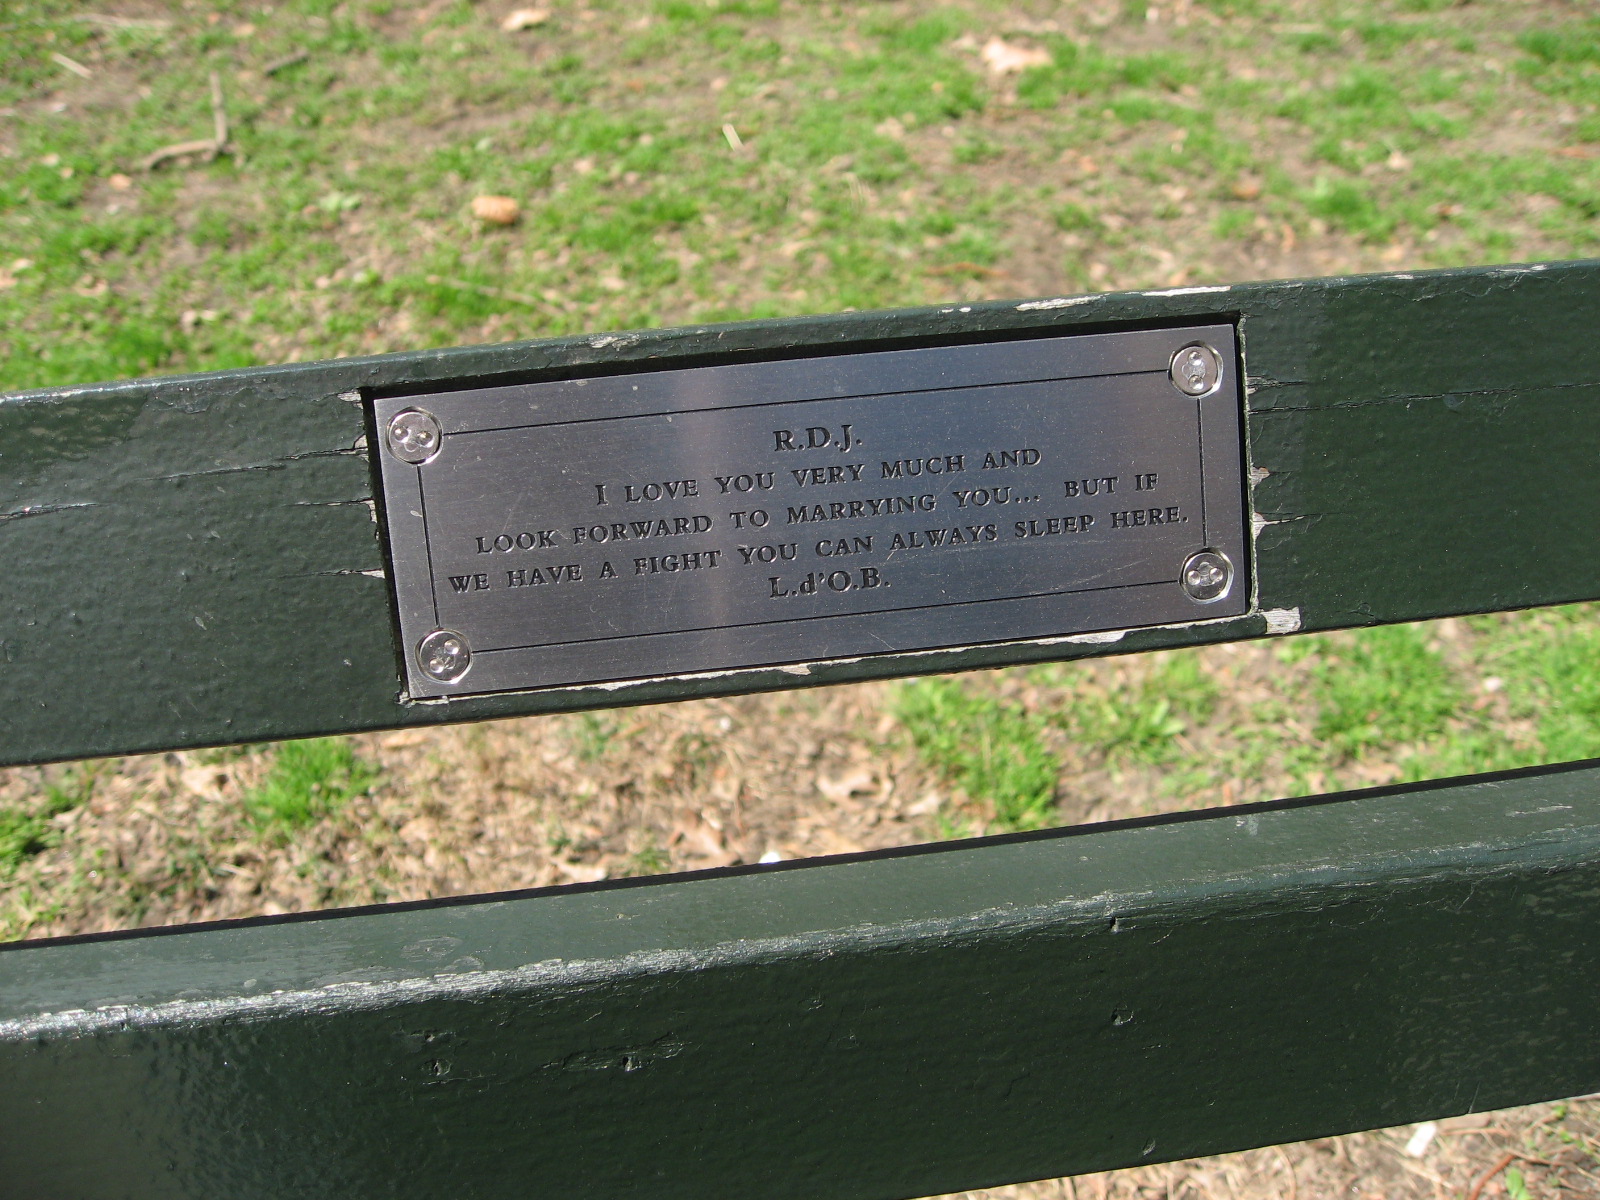 R.D.J.
I LOVE YOU VERY MUCH AND
LOOK FORWARD TO MARRYING YOU... BUT IF
WE HAVE A FIGHT YOU CAN ALWAYS SLEEP HERE.
L.d'O.B.